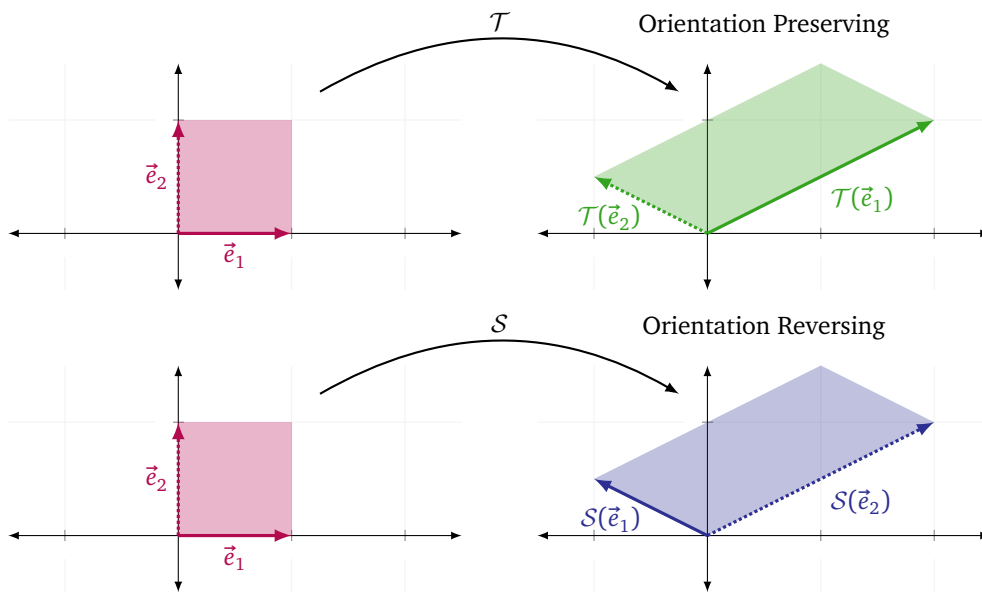 𝒯
Orientation Preserving
e⃗₂
e⃗₁
𝒯(e⃗₂)
𝒯(e⃗₁)
𝒮
Orientation Reversing
e⃗₂
e⃗₁
𝒮(e⃗₁)
𝒮(e⃗₂)